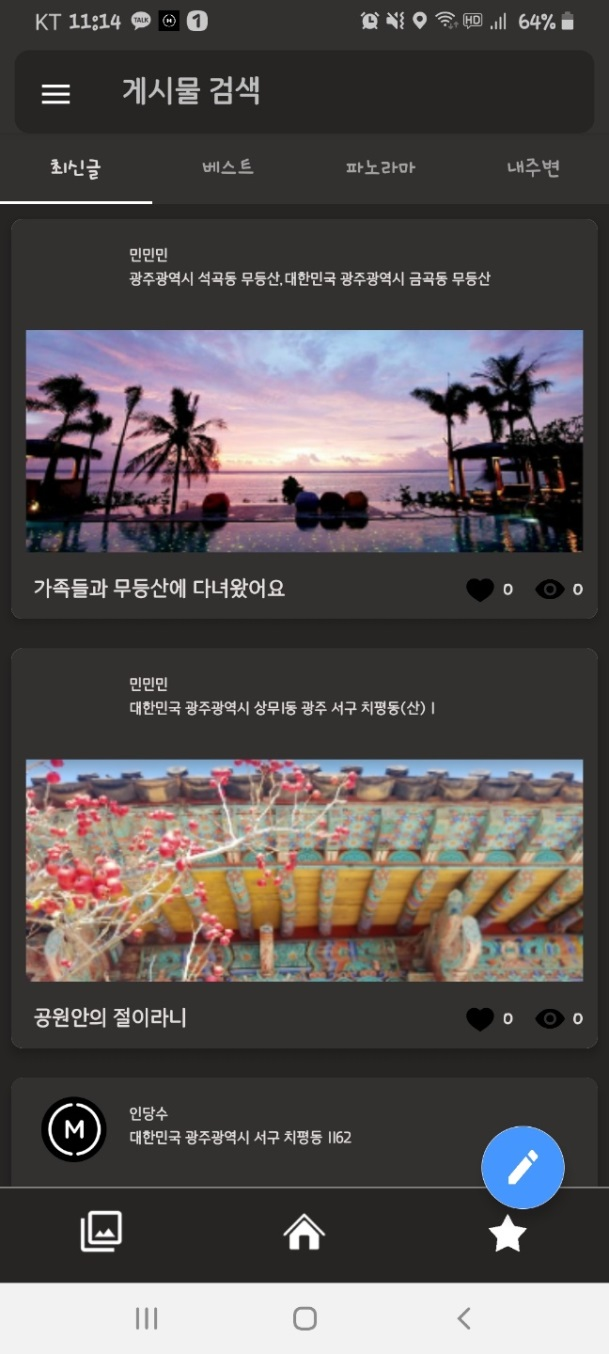 KT 11:14 TALK 1 HD 64%
게시물 검색
최신글 베스트 파노라마 내주변
민민민
광주광역시 석곡동 무등산,대한민국 광주광역시 금곡동 무등산
가족들과 무등산에 다녀왔어요 0 0
민민민
대한민국 광주광역시 상무1동 광주 서구 치평동(산) 1
공원안의 절이라니 0 0
M
인당수
대한민국 광주광역시 서구 치평동 1162